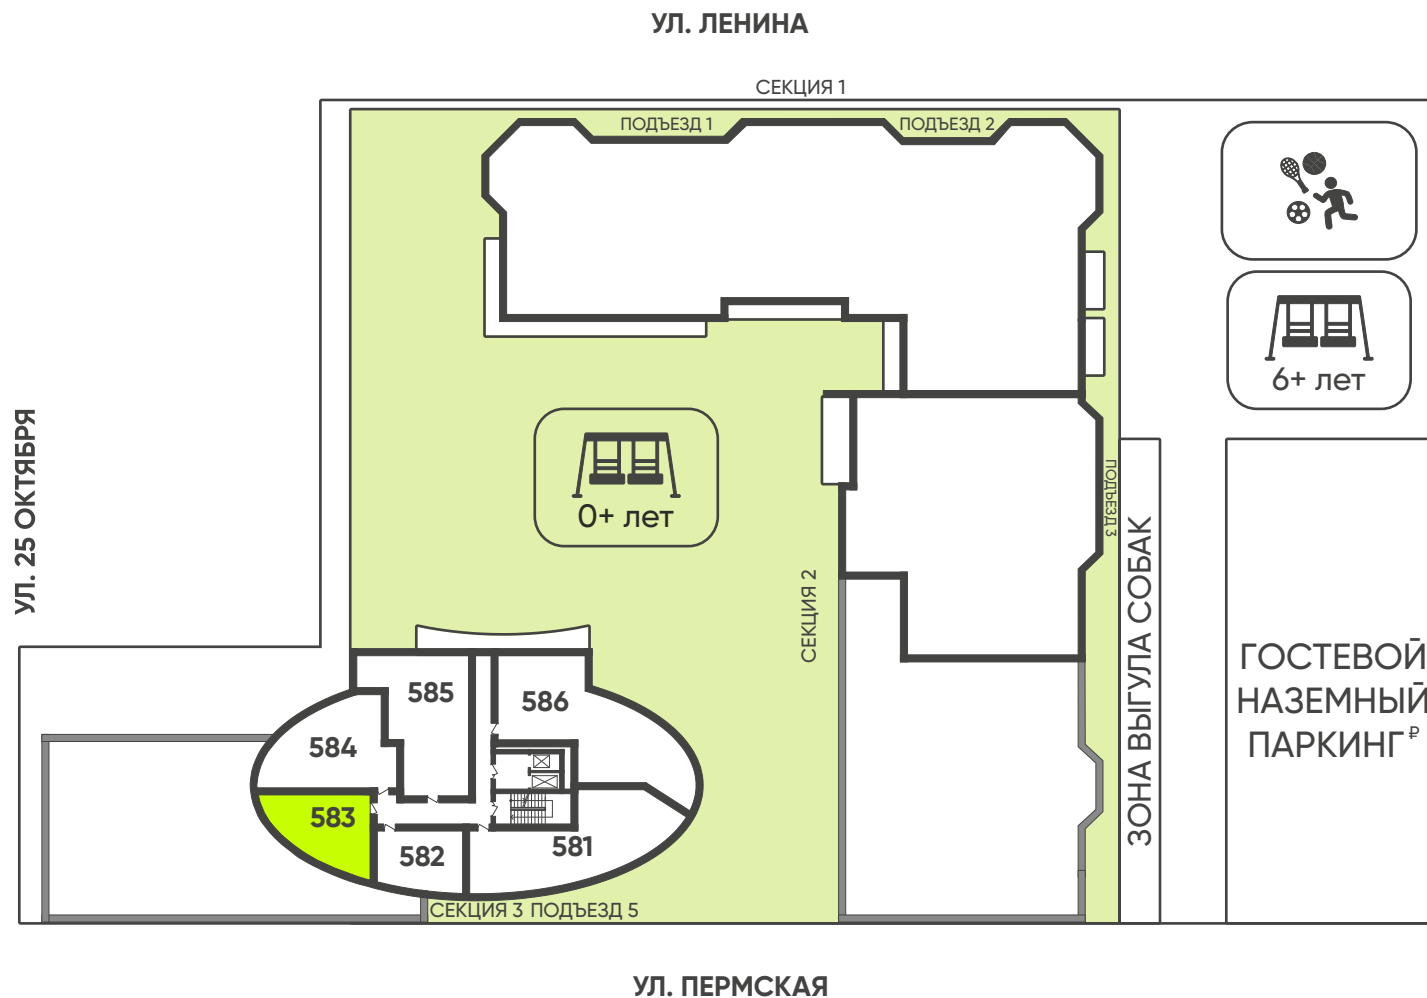 УЛ. ЛЕНИНА
СЕКЦИЯ 1
ПОДЪЕЗД 1
ПОДЪЕЗД 2
6+ лет
УЛ. 25 ОКТЯБРЯ
0+ лет
ПОДЪЕЗД 3
СЕКЦИЯ 2
ЗОНА ВЫГУЛА СОБАК
ГОСТЕВОЙ
НАЗЕМНЫЙ
ПАРКИНГ ₽
585
586
584
583
582
581
СЕКЦИЯ 3 ПОДЪЕЗД 5
УЛ. ПЕРМСКАЯ